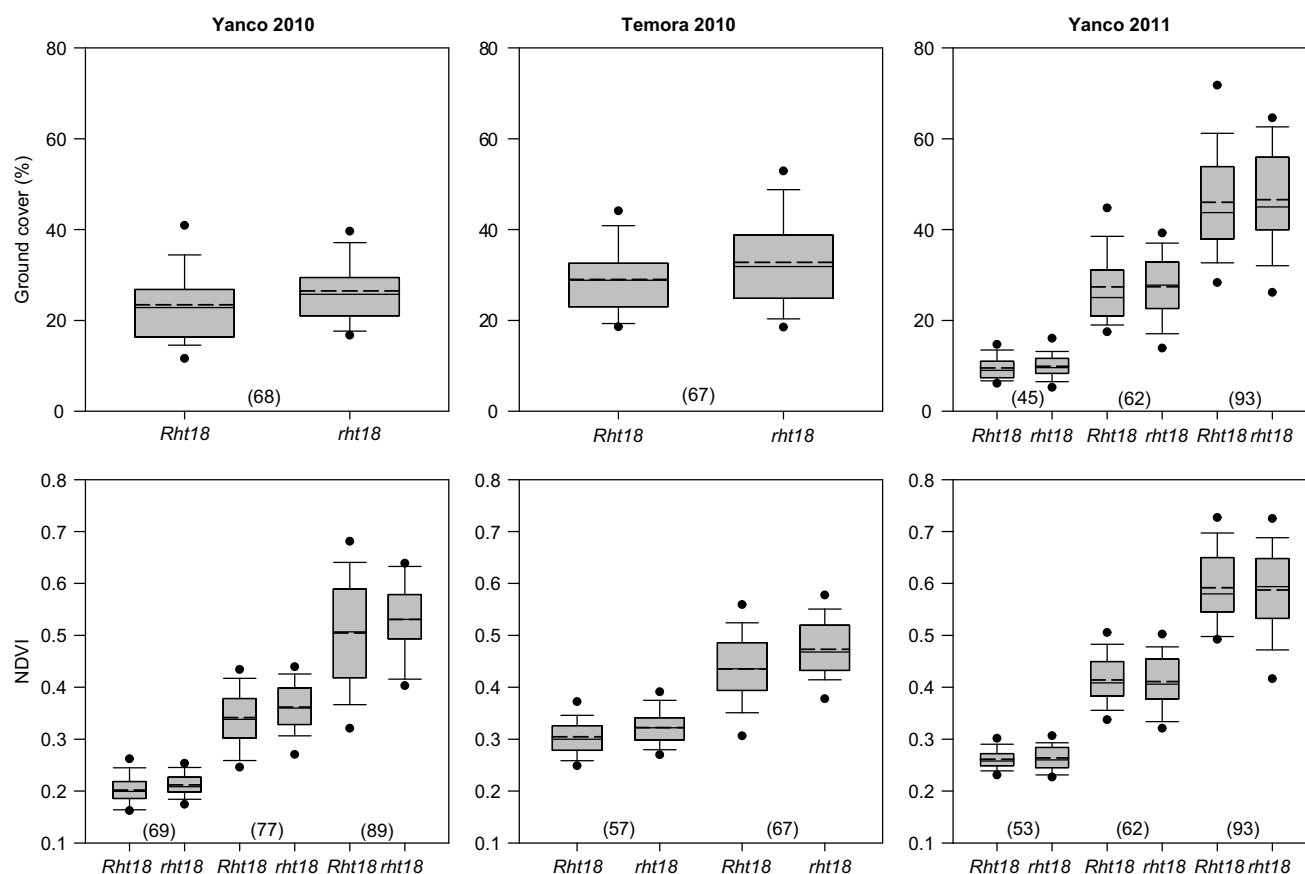 Yanco 2010 Temora 2010 Yanco 2011
80 80 80
60 60 60
Ground cover (%)
40 40 40
20 20 20
(68) (67) (45) (62) (93)
0 0 0
Rht18 rht18 Rht18 rht18 Rht18 rht18 Rht18 rht18 Rht18 rht18
0.8 0.8 0.8
0.7 0.7 0.7
0.6 0.6 0.6
0.5 0.5 0.5
NDVI
0.4 0.4 0.4
0.3 0.3 0.3
0.2 0.2 0.2
(69) (77) (89) (57) (67) (53) (62) (93)
0.1 0.1 0.1
Rht18 rht18 Rht18 rht18 Rht18 rht18 Rht18 rht18 Rht18 rht18 Rht18 rht18 Rht18 rht18 Rht18 rht18